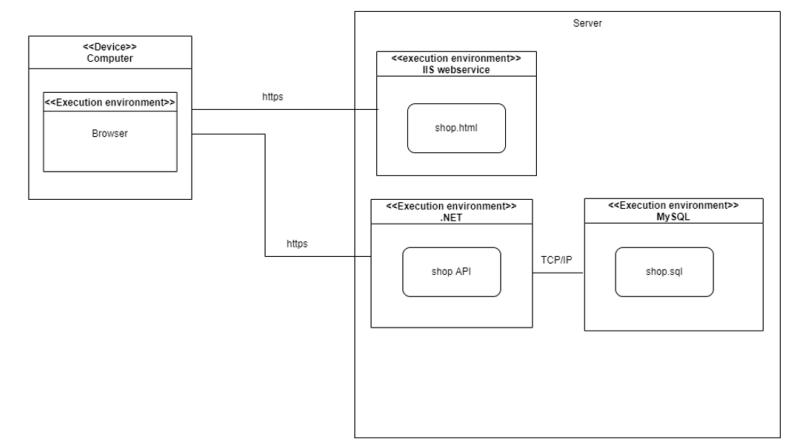 Server
<<Device>>
Computer
<<Execution environment>>
Browser
https
<<execution environment>>
IIS webservice
shop.html
https
<<Execution environment>>
.NET
shop API
TCP/IP
<<Execution environment>>
MySQL
shop.sql